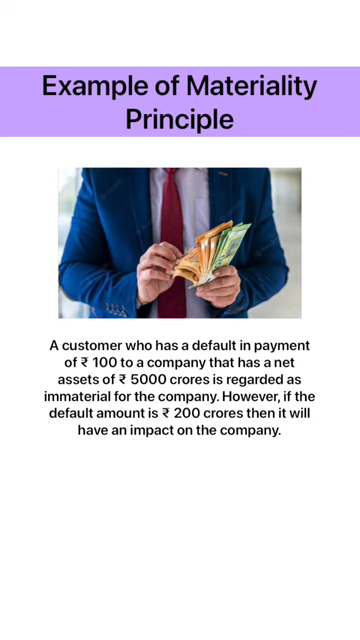 Example of Materiality
Principle
A customer who has a default in payment
of ₹ 100 to a company that has a net
assets of ₹ 5000 crores is regarded as
immaterial for the company. However, if the
default amount is ₹ 200 crores then it will
have an impact on the company.